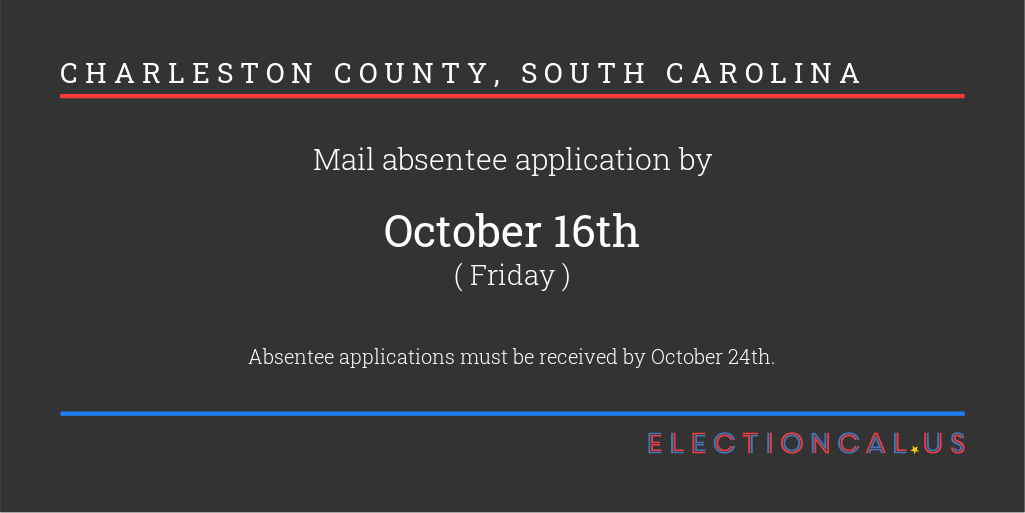 CHARLESTON COUNTY, SOUTH CAROLINA
Mail absentee application by
October 16th
( Friday )
Absentee applications must be received by October 24th.
ELECTIONCAL.US